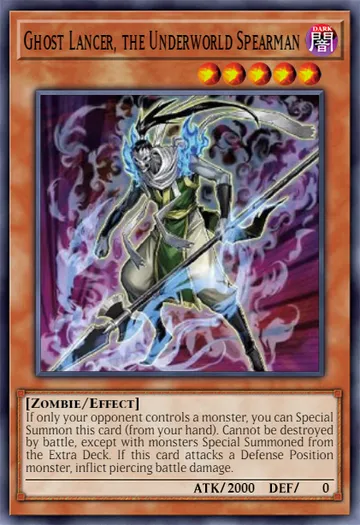 Ghost Lancer, the Underworld Spearman
DARK
闇
[Zombie/Effect]
If only your opponent controls a monster, you can Special
Summon this card (from your hand). Cannot be destroyed
by battle, except with monsters Special Summoned from
the Extra Deck. If this card attacks a Defense Position
monster, inflict piercing battle damage.
ATK/2000 DEF/ 0